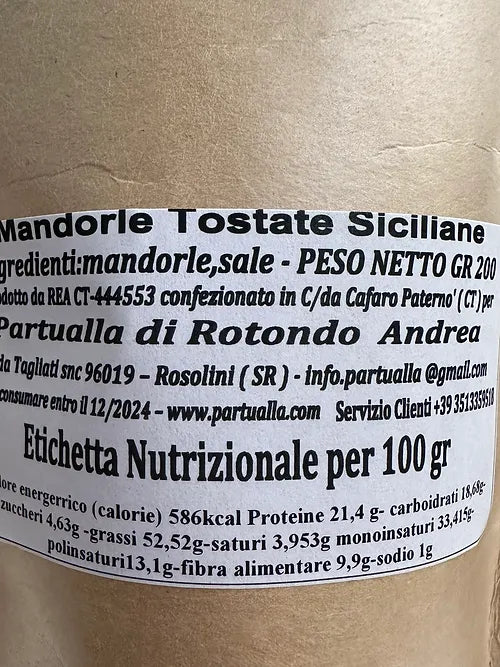 Mandorle Tostate Siciliane
gredienti:mandorle,sale - PESO NETTO GR 200
odotto da REA CT-444553 confezionato in C/da Cafaro Paterno' ( CT ) per
Partualla di Rotondo Andrea
da Tagliati snc 96019 – Rosolini ( SR ) - info.partualla @gmail.com
consumare entro il 12/2024 – www.partualla.com Servizio Clienti +39 3513359518
Etichetta Nutrizionale per 100 gr
lore energerrico (calorie) 586kcal Proteine 21,4 g- carboidrati 18,68g-
zuccheri 4,63g -grassi 52,52g-saturi 3,953g monoinsaturi 33,415g-
polinsaturi13,1g-fibra alimentare 9,9g-sodio 1g